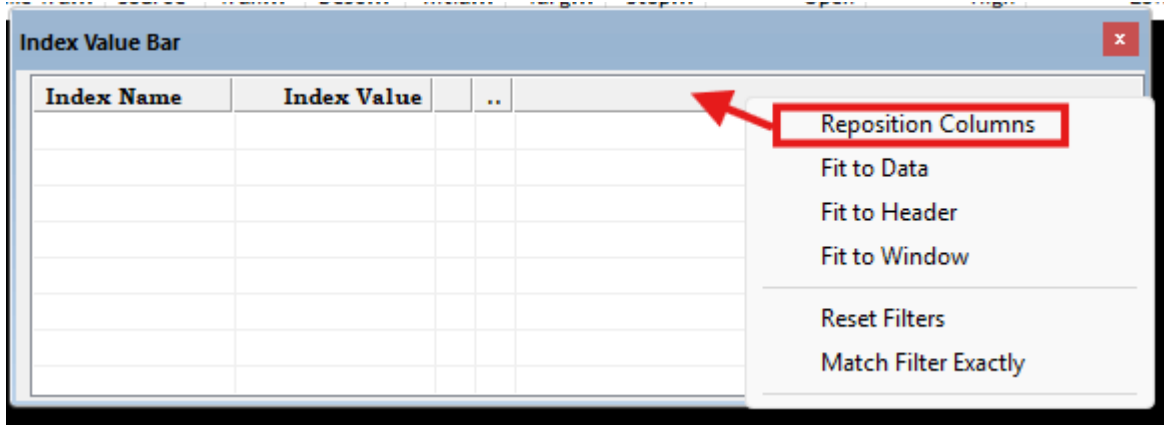 Index Value Bar
x
Index Name Index Value ..
Reposition Columns
Fit to Data
Fit to Header
Fit to Window
Reset Filters
Match Filter Exactly